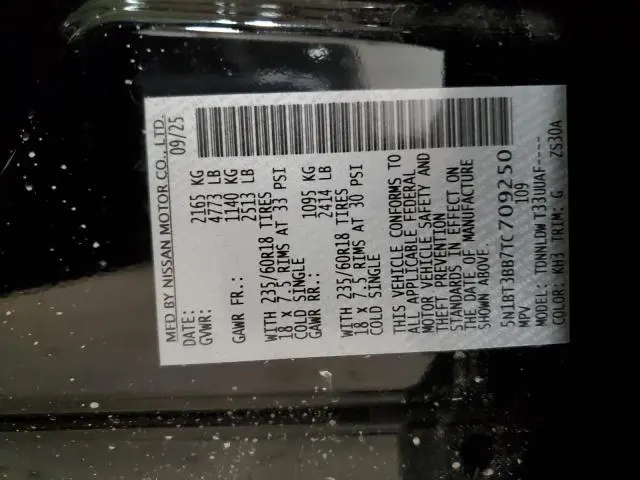 MFD BY NISSAN MOTOR CO., LTD.
DATE: 09/25
GVWR: 2165 KG
4773 LB
GAWR FR.: 1140 KG
2513 LB
WITH 235/60R18 TIRES
18 x 7.5 RIMS AT 33 PSI
COLD SINGLE
GAWR RR.: 1095 KG
2414 LB
WITH 235/60R18 TIRES
18 x 7.5 RIMS AT 30 PSI
COLD SINGLE
THIS VEHICLE CONFORMS TO
ALL APPLICABLE FEDERAL
MOTOR VEHICLE SAFETY AND
THEFT PREVENTION
STANDARDS IN EFFECT ON
THE DATE OF MANUFACTURE
SHOWN ABOVE.
5N1BT3BB7TC709250
MPV 109
MODEL: TDNNLDW T33UUAF----
COLOR: KH3 TRIM: G ZS30A